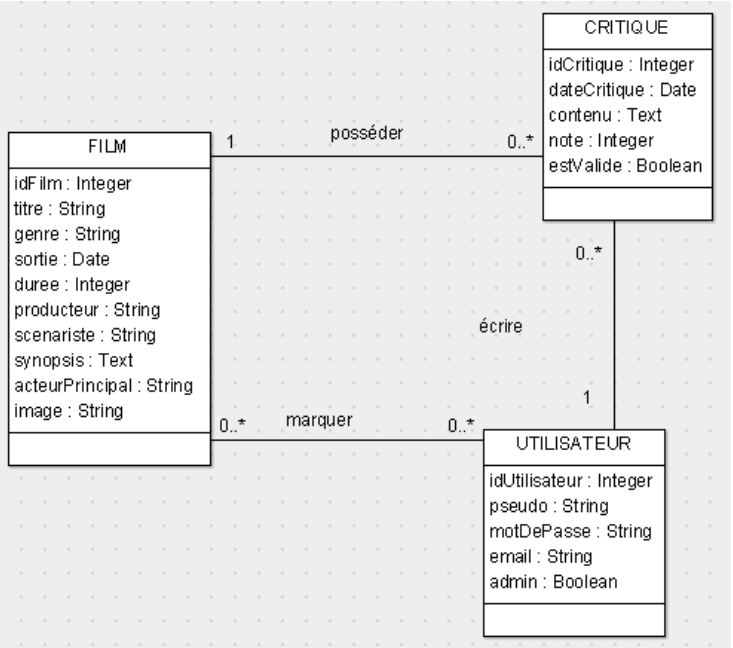 CRITIQUE
idCritique : Integer
dateCritique : Date
contenu : Text
note : Integer
estValide : Boolean
FILM
idFilm : Integer
titre : String
genre : String
sortie : Date
duree : Integer
producteur : String
scenariste : String
synopsis : Text
acteurPrincipal : String
image : String
1
posséder
0..*
0..*
écrire
1
0..*
marquer
0..*
UTILISATEUR
idUtilisateur : Integer
pseudo : String
motDePasse : String
email : String
admin : Boolean